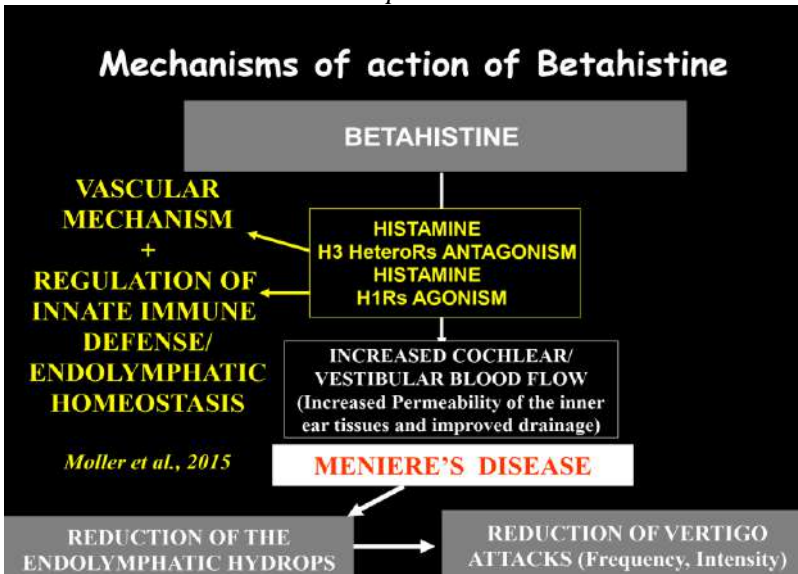 Mechanisms of action of Betahistine
BETAHISTINE
VASCULAR
MECHANISM
+
REGULATION OF
INNATE IMMUNE
DEFENSE/
ENDOLYMPHATIC
HOMEOSTASIS
Moller et al., 2015
HISTAMINE
H3 HeteroRs ANTAGONISM
HISTAMINE
H1Rs AGONISM
INCREASED COCHLEAR/
VESTIBULAR BLOOD FLOW
(Increased Permeability of the inner
ear tissues and improved drainage)
MENIERE'S DISEASE
REDUCTION OF THE
ENDOLYMPHATIC HYDROPS
REDUCTION OF VERTIGO
ATTACKS (Frequency, Intensity)